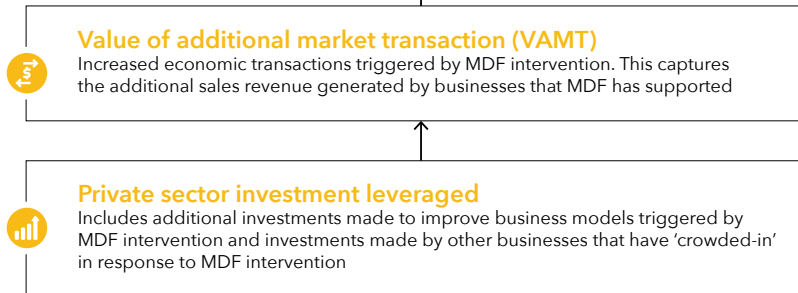 Value of additional market transaction (VAMT)
Increased economic transactions triggered by MDF intervention. This captures
the additional sales revenue generated by businesses that MDF has supported
Private sector investment leveraged
Includes additional investments made to improve business models triggered by
MDF intervention and investments made by other businesses that have ‘crowded-in’
in response to MDF intervention